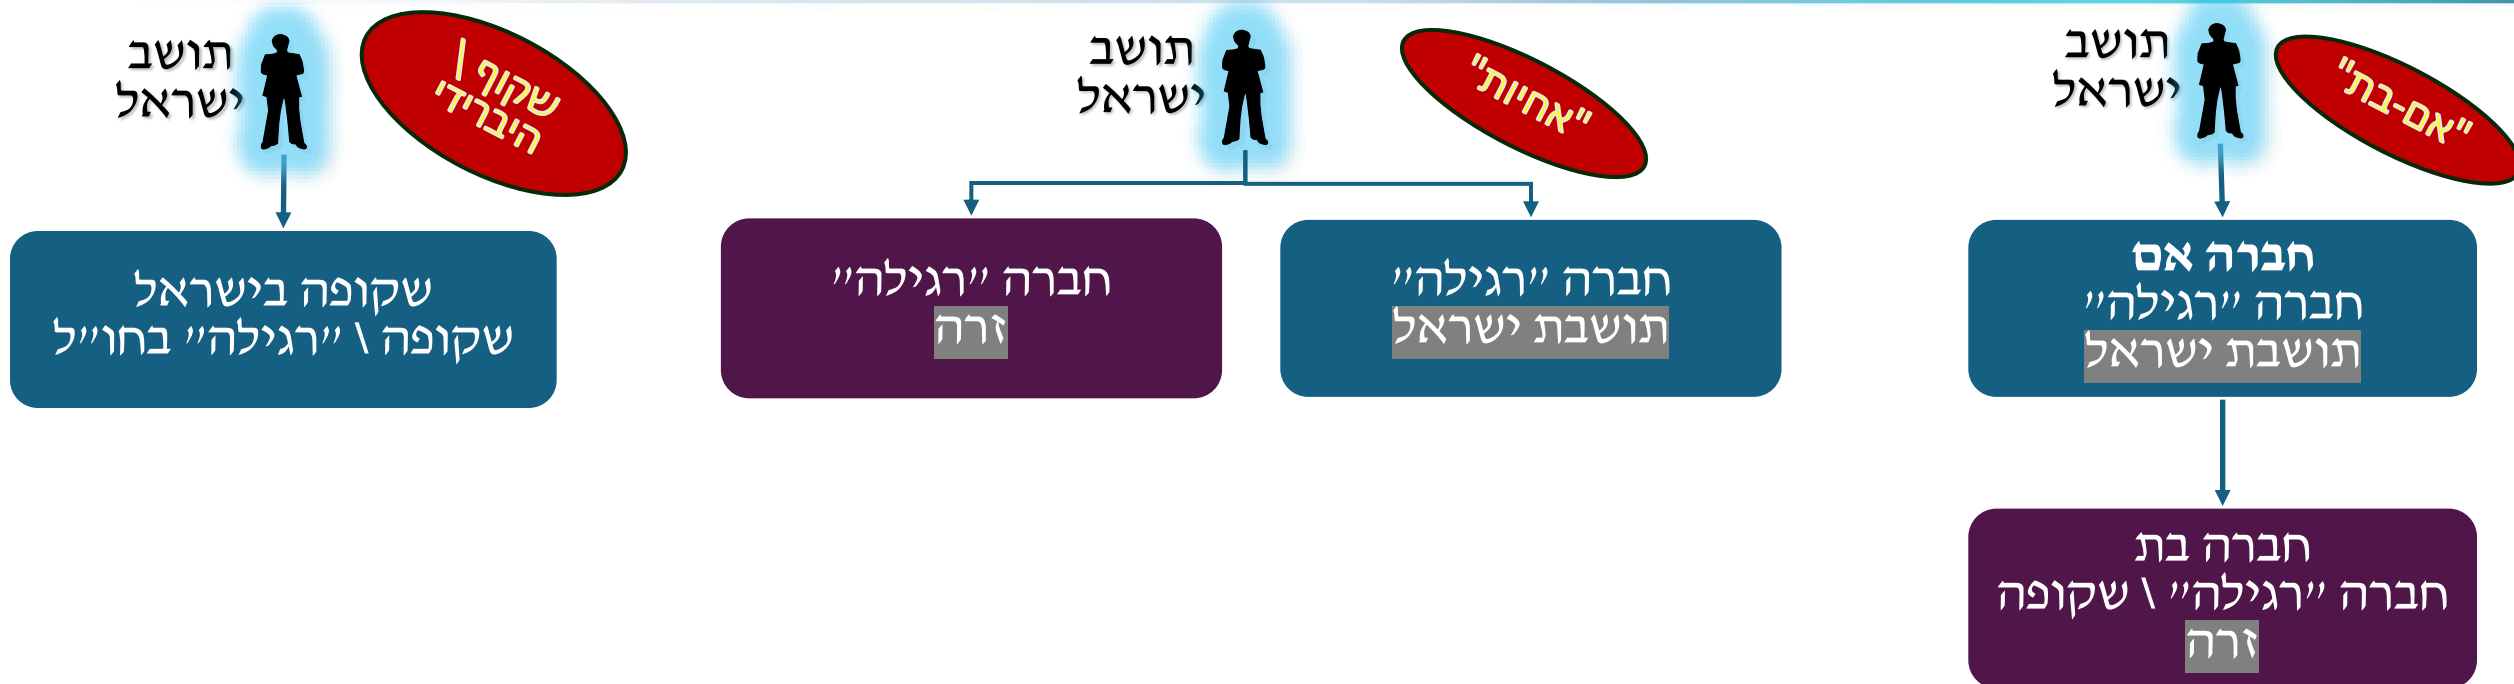 "אם-בת"
תושב
ישראל
חברה אם
חברה "רגילה"
תושבת ישראל
חברה בת
חברה "רגילה" \ שקופה
זרה
"אחיות"
תושב
ישראל
חברה "רגילה"
תושבת ישראל
חברה "רגילה"
זרה
שקוף /
היברידי
תושב
ישראל
שקופה בישראל
שקופה \ "רגילה" בחו"ל